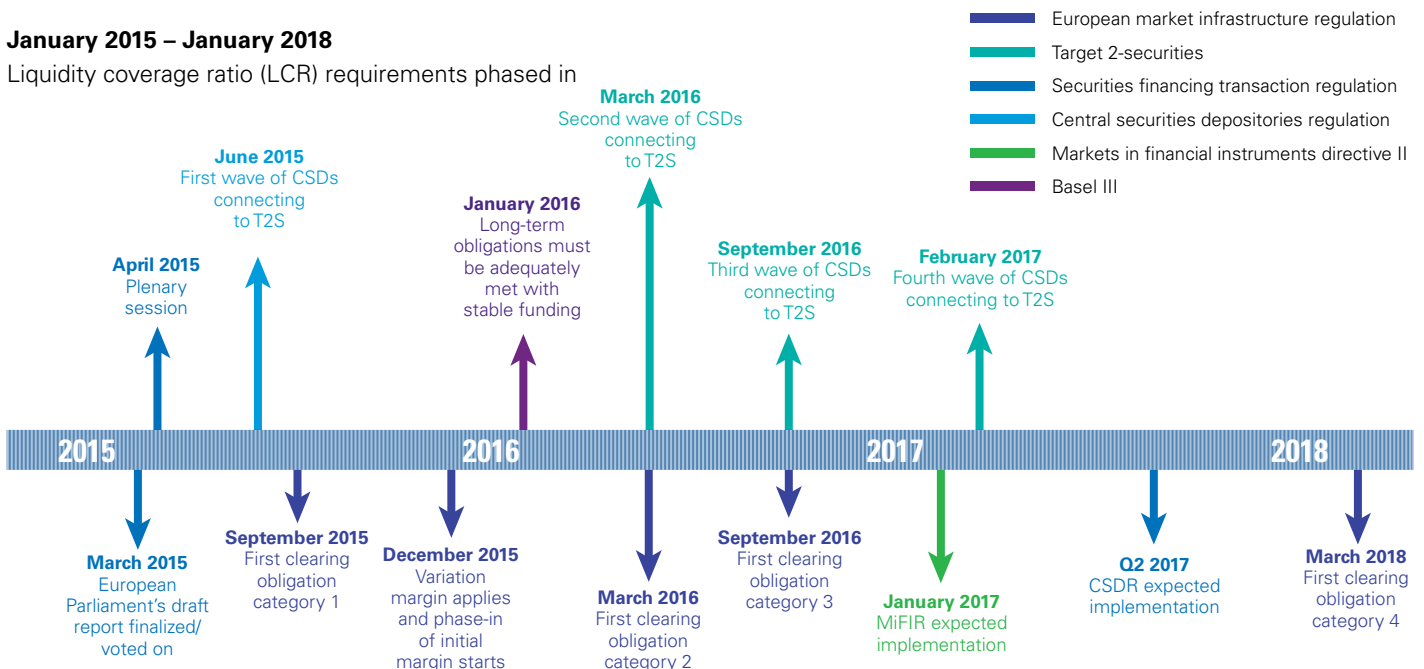 January 2015 – January 2018
Liquidity coverage ratio (LCR) requirements phased in
European market infrastructure regulation
Target 2-securities
Securities financing transaction regulation
Central securities depositories regulation
Markets in financial instruments directive II
Basel III
April 2015
Plenary
session
June 2015
First wave of CSDs
connecting
to T2S
January 2016
Long-term
obligations must
be adequately
met with
stable funding
March 2016
Second wave of CSDs
connecting
to T2S
September 2016
Third wave of CSDs
connecting
to T2S
February 2017
Fourth wave of CSDs
connecting to T2S
2015
2016
2017
2018
March 2015
European
Parliament's draft
report finalized/
voted on
September 2015
First clearing
obligation
category 1
December 2015
Variation
margin applies
and phase-in
of initial
margin starts
March 2016
First clearing
obligation
category 2
September 2016
First clearing
obligation
category 3
January 2017
MiFIR expected
implementation
Q2 2017
CSDR expected
implementation
March 2018
First clearing
obligation
category 4